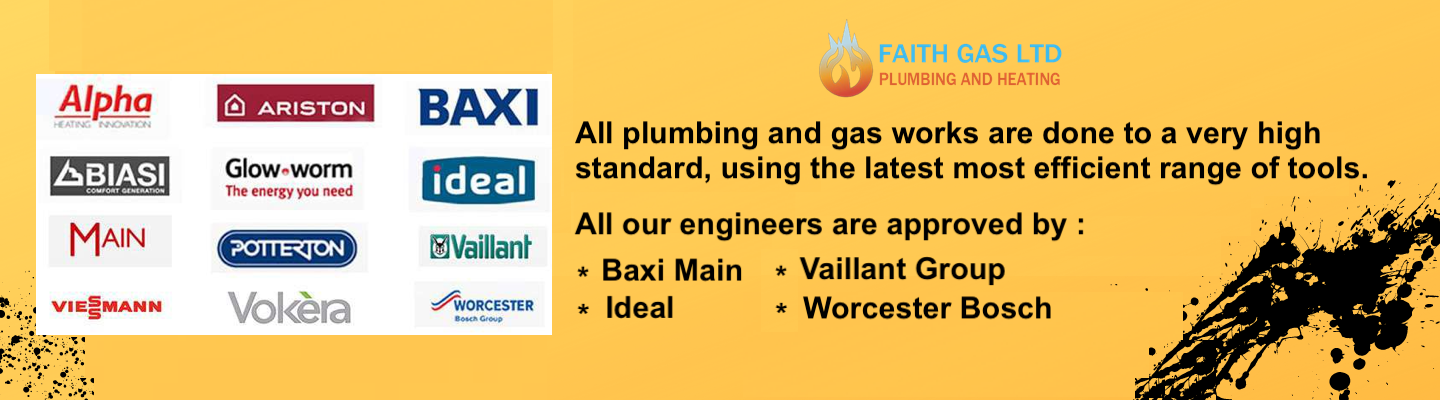 Alpha
HEATING INNOVATION
ARISTON
BAXI
BIASI
COMFORT GENERATION
Glow-worm
The energy you need
ideal
MAIN
POTTERTON
Vaillant
VIESSMANN
Vokèra
WORCESTER
Bosch Group
FAITH GAS LTD
PLUMBING AND HEATING
All plumbing and gas works are done to a very high
standard, using the latest most efficient range of tools.
All our engineers are approved by :
* Baxi Main * Vaillant Group
* Ideal * Worcester Bosch